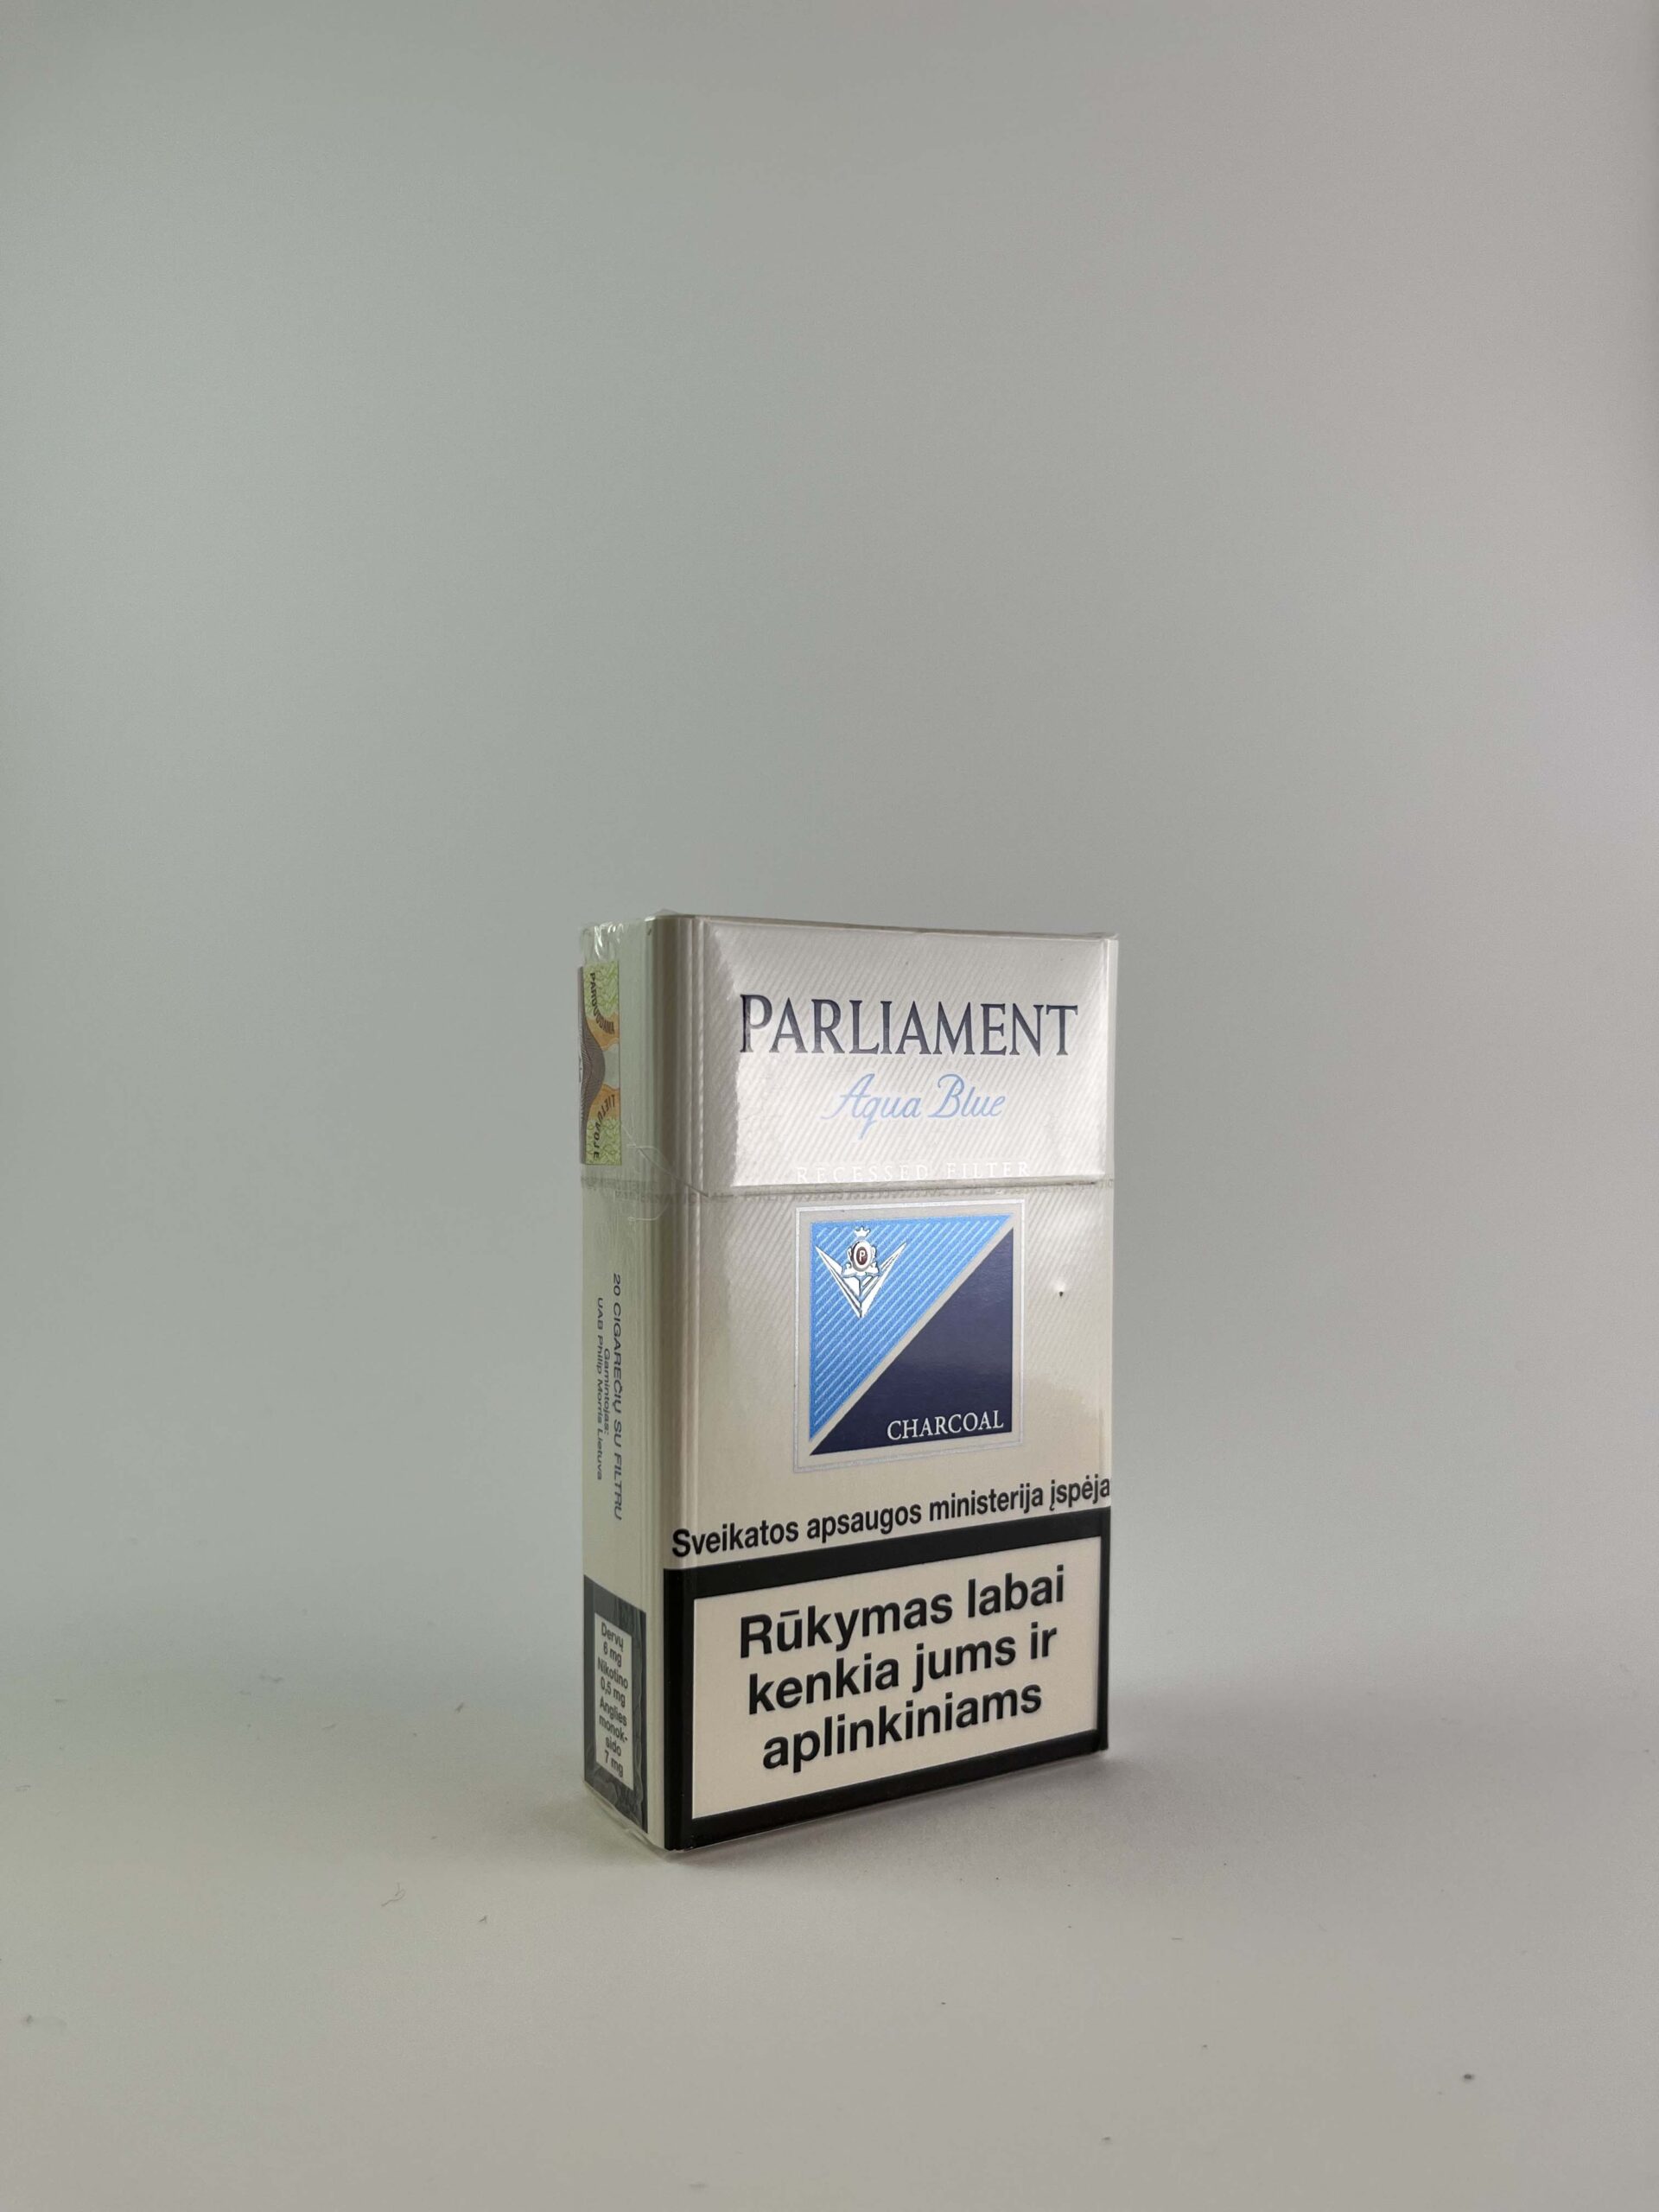 PARLIAMENT
Aqua Blue
RECESSED FILTER
P
CHARCOAL
Sveikatos apsaugos ministerija įspėja
Rūkymas labai
kenkia jums ir
aplinkiniams
LIETUVOJE
20 CIGAREČIŲ SU FILTRU
Gamintojas:
UAB Philip Morris Lietuva
Dervų
6 mg
Nikotino
0,5 mg
Anglies
monok-
sido
7 mg